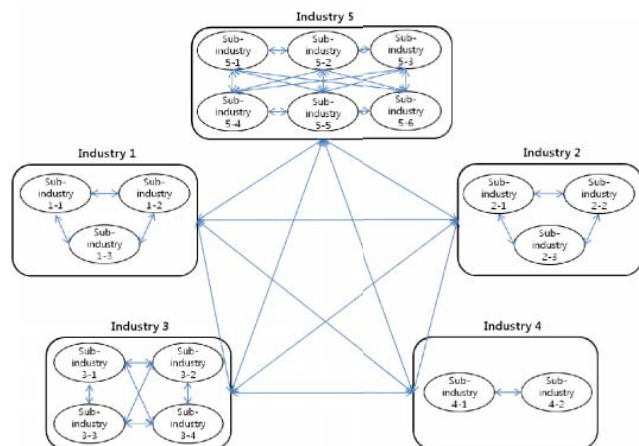 Industry 5
Sub-
industry
5-1
Sub-
industry
5-2
Sub-
industry
5-3
Sub-
industry
5-4
Sub-
industry
5-5
Sub-
industry
5-6
Industry 1
Sub-
industry
1-1
Sub-
industry
1-2
Sub-
industry
1-3
Industry 2
Sub-
industry
2-1
Sub-
industry
2-2
Sub-
industry
2-3
Industry 3
Sub-
industry
3-1
Sub-
industry
3-2
Sub-
industry
3-3
Sub-
industry
3-4
Industry 4
Sub-
industry
4-1
Sub-
industry
4-2